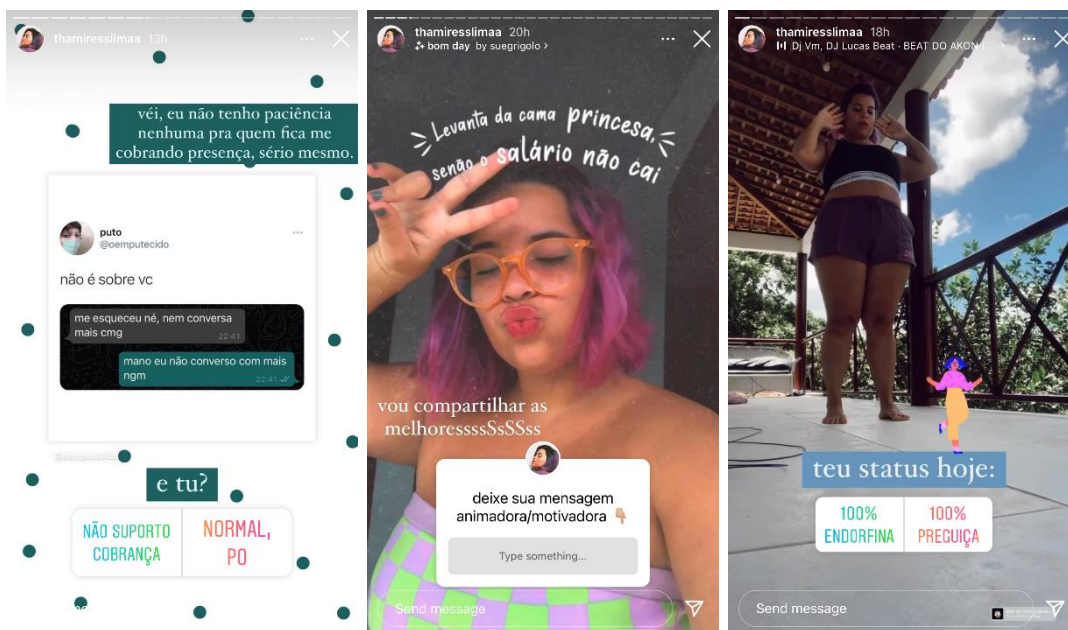 thamiresslimaa 13h
véi, eu não tenho paciência
nenhuma pra quem fica me
cobrando presença, sério mesmo.
puto
@oemputecido
não é sobre vc
me esqueceu né, nem conversa
mais cmg
22:41
mano eu não converso com mais
ngm
22:41
@oemputecido
e tu?
NÃO SUPORTO
COBRANÇA
NORMAL,
PO
thamiresslimaa 20h
bom day by suegrigolo >
Levanta da cama princesa,
senão o salário não cai
vou compartilhar as
melhoressssSsSSss
deixe sua mensagem
animadora/motivadora 👇🏼
Type something...
Send message
thamiresslimaa 18h
Dj Vm, DJ Lucas Beat - BEAT DO AKON
teu status hoje:
100%
ENDORFINA
100%
PREGUIÇA
Send message